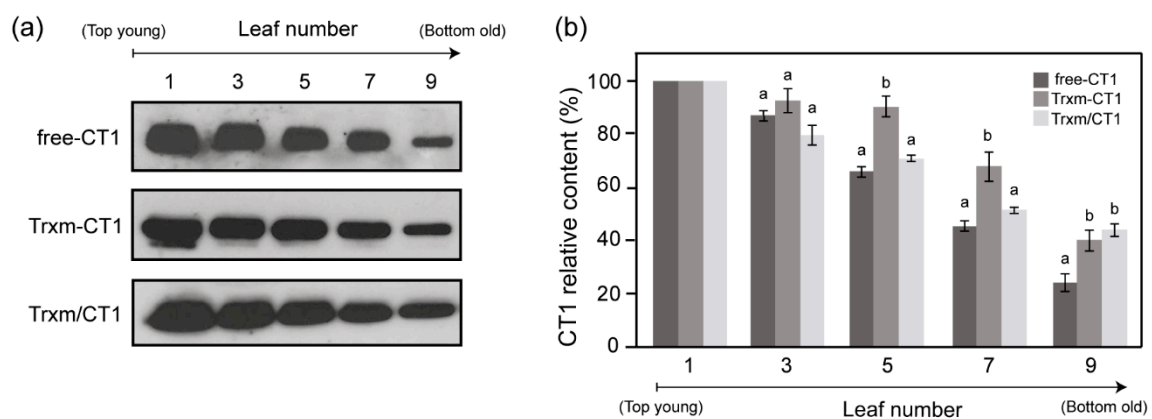 (a)
(Top young) Leaf number (Bottom old)
1 3 5 7 9
free-CT1
Trxm-CT1
Trxm/CT1
(b)
CT1 relative content (%)
100
80
60
40
20
0
free-CT1
Trxm-CT1
Trxm/CT1
a a a
a b a
a b a
a b b
1 3 5 7 9
(Top young) Leaf number (Bottom old)